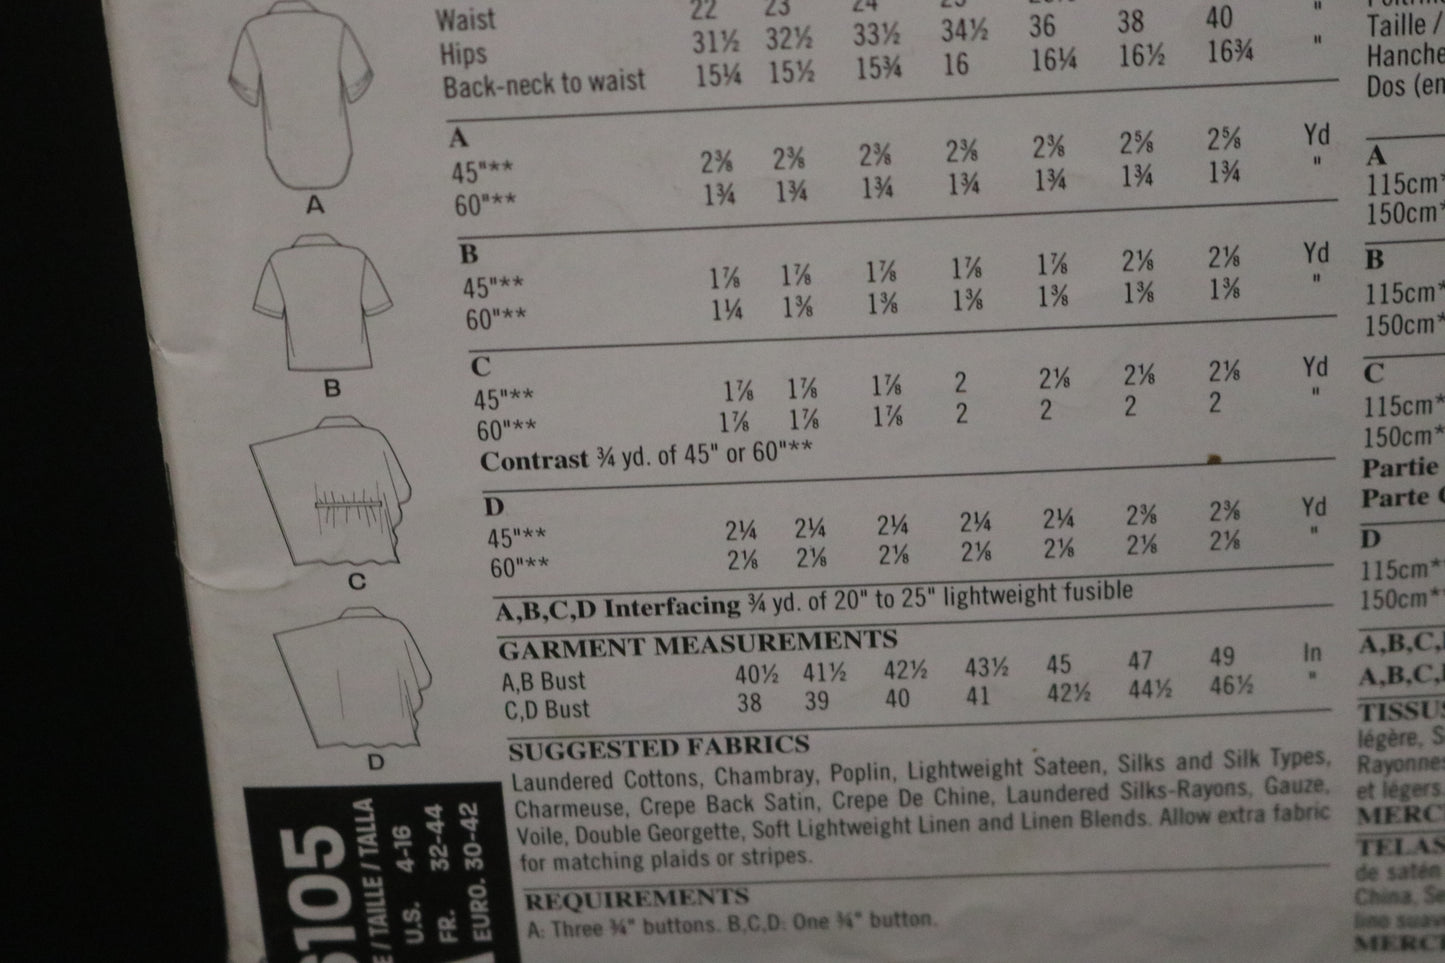 Waist 22 23 24 36 38 40 "
Hips 31½ 32½ 33½ 34½
Back-neck to waist 15¼ 15½ 15¾ 16 16¼ 16½ 16¾ "
A
45"** 2⅜ 2⅜ 2⅜ 2⅜ 2⅜ 2⅝ 2⅝ Yd
60"** 1¾ 1¾ 1¾ 1¾ 1¾ 1¾ 1¾ "
B
45"** 1⅞ 1⅞ 1⅞ 1⅞ 1⅞ 2⅛ 2⅛ Yd
60"** 1¼ 1⅜ 1⅜ 1⅜ 1⅜ 1⅜ 1⅜ "
C
45"** 1⅞ 1⅞ 1⅞ 2 2⅛ 2⅛ 2⅛ Yd
60"** 1⅞ 1⅞ 1⅞ 2 2 2 2 "
Contrast ¾ yd. of 45" or 60"**
D
45"** 2¼ 2¼ 2¼ 2¼ 2¼ 2⅜ 2⅜ Yd
60"** 2⅛ 2⅛ 2⅛ 2⅛ 2⅛ 2⅛ 2⅛ "
A,B,C,D Interfacing ¾ yd. of 20" to 25" lightweight fusible
GARMENT MEASUREMENTS
A,B Bust 40½ 41½ 42½ 43½ 45 47 49 In
C,D Bust 38 39 40 41 42½ 44½ 46½ "
SUGGESTED FABRICS
Laundered Cottons, Chambray, Poplin, Lightweight Sateen, Silks and Silk Types,
Charmeuse, Crepe Back Satin, Crepe De Chine, Laundered Silks-Rayons, Gauze,
Voile, Double Georgette, Soft Lightweight Linen and Linen Blends. Allow extra fabric
for matching plaids or stripes.
REQUIREMENTS
A: Three ¾" buttons. B,C,D: One ¾" button.
A
B
C
D
6105
E / TAILLE / TALLA
U.S. 4-16
FR. 32-44
EURO. 30-42
A
Taille /
Hanche
Dos (en
A
115cm*
150cm*
B
115cm*
150cm*
C
115cm*
150cm*
Partie
Parte
D
115cm**
150cm**
A,B,C,
A,B,C,
TISSUS
légère, S
Rayonnes
et légers.
MERC
TELAS
de satén
China, Se
lino suave
MERC